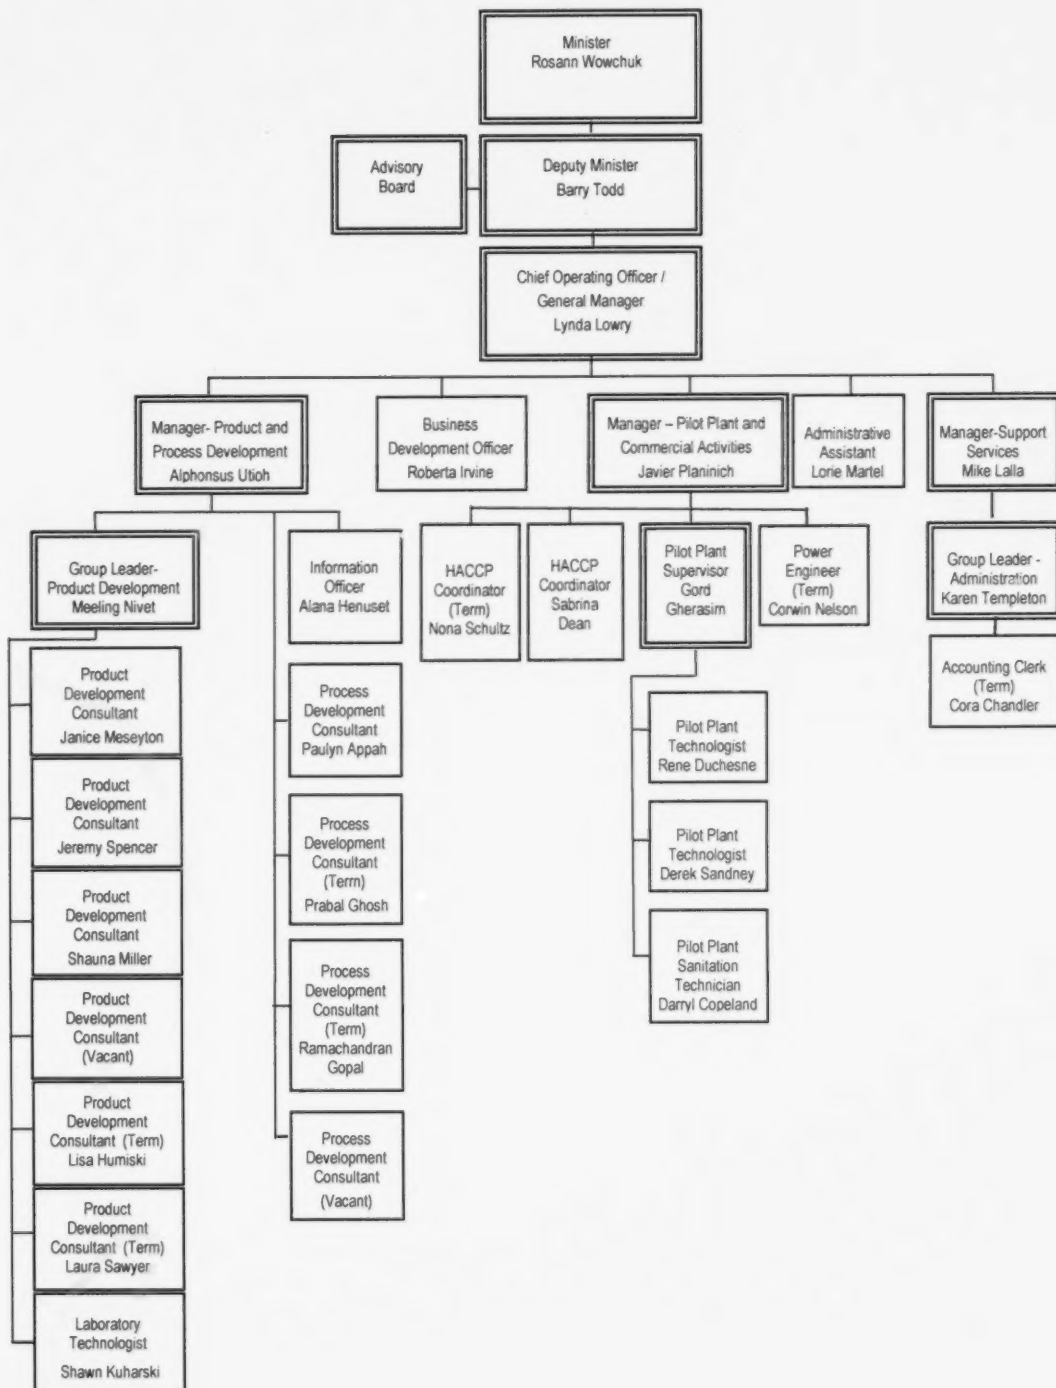 Minister
Rosann Wowchuk
Advisory
Board
Deputy Minister
Barry Todd
Chief Operating Officer /
General Manager
Lynda Lowry
Manager- Product and
Process Development
Alphonsus Utioh
Business
Development Officer
Roberta Irvine
Manager – Pilot Plant and
Commercial Activities
Javier Planinich
Administrative
Assistant
Lorie Martel
Manager-Support
Services
Mike Lalla
Group Leader-
Product Development
Meeling Nivet
Information
Officer
Alana Henuset
HACCP
Coordinator
(Term)
Nona Schultz
HACCP
Coordinator
Sabrina
Dean
Pilot Plant
Supervisor
Gord
Gherasim
Power
Engineer
(Term)
Corwin Nelson
Group Leader -
Administration
Karen Templeton
Product
Development
Consultant
Janice Meseyton
Process
Development
Consultant
Paulyn Appah
Pilot Plant
Technologist
Rene Duchesne
Accounting Clerk
(Term)
Cora Chandler
Product
Development
Consultant
Jeremy Spencer
Process
Development
Consultant
(Term)
Prabal Ghosh
Pilot Plant
Technologist
Derek Sandney
Product
Development
Consultant
Shauna Miller
Process
Development
Consultant
(Term)
Ramachandran
Gopal
Pilot Plant
Sanitation
Technician
Darryl Copeland
Product
Development
Consultant
(Vacant)
Product
Development
Consultant (Term)
Lisa Humiski
Process
Development
Consultant
(Vacant)
Product
Development
Consultant (Term)
Laura Sawyer
Laboratory
Technologist
Shawn Kuharski